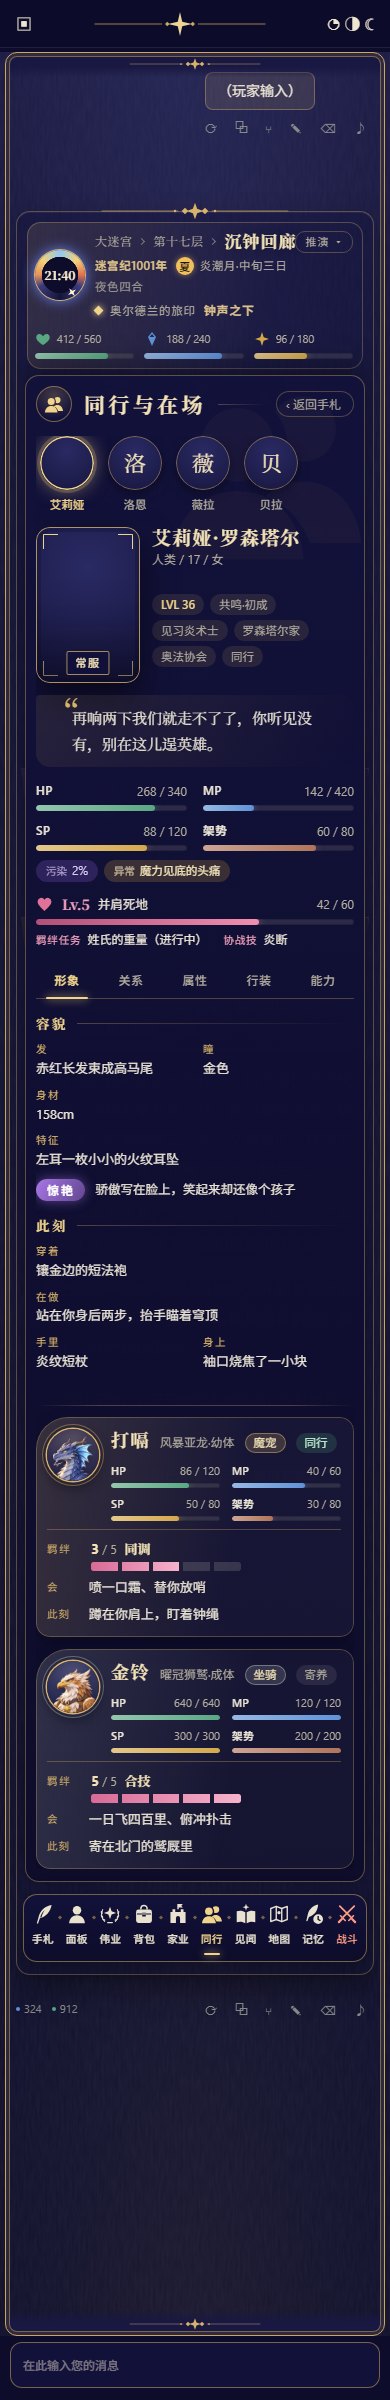 （玩家输入）
大迷宫 › 第十七层 › 沉钟回廊 推演
21:40
迷宫纪1001年 夏 炎潮月·中旬三日
夜色四合
奥尔德兰的旅印 钟声之下
412 / 560 188 / 240 96 / 180
同行与在场 ‹ 返回手札
洛 薇 贝
艾莉娅 洛恩 薇拉 贝拉
艾莉娅·罗森塔尔
人类 / 17 / 女
LVL 36 共鸣·初成
见习炎术士 罗森塔尔家
奥法协会 同行
常服
“再响两下我们就走不了了，你听见没
有，别在这儿逞英雄。
HP 268 / 340 MP 142 / 420
SP 88 / 120 架势 60 / 80
污染 2% 异常 魔力见底的头痛
Lv.5 并肩死地 42 / 60
羁绊任务 姓氏的重量（进行中） 协战技 炎断
形象 关系 属性 行装 能力
容貌
发 瞳
赤红长发束成高马尾 金色
身材
158cm
特征
左耳一枚小小的火纹耳坠
惊艳 骄傲写在脸上，笑起来却还像个孩子
此刻
穿着
镶金边的短法袍
在做
站在你身后两步，抬手瞄着穹顶
手里 身上
炎纹短杖 袖口烧焦了一小块
打嗝 风暴亚龙·幼体 魔宠 同行
HP 86 / 120 MP 40 / 60
SP 50 / 80 架势 30 / 80
羁绊 3 / 5 同调
会 喷一口霜、替你放哨
此刻 蹲在你肩上，盯着钟绳
金铃 曜冠狮鹫·成体 坐骑 寄养
HP 640 / 640 MP 120 / 120
SP 300 / 300 架势 200 / 200
羁绊 5 / 5 合技
会 一日飞四百里、俯冲扑击
此刻 寄在北门的鹫厩里
手札 面板 伟业 背包 家业 同行 见闻 地图 记忆 战斗
324 912
在此输入您的消息